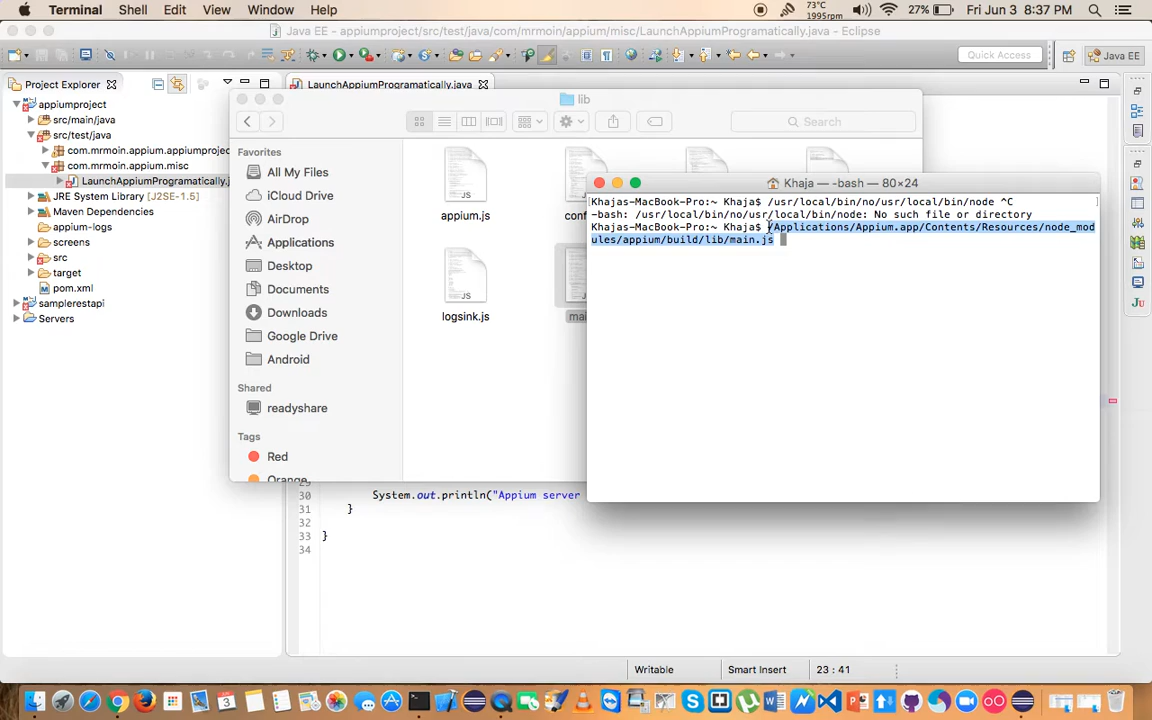 Terminal Shell Edit View Window Help 73°C 1995rpm 27% Fri Jun 3 8:37 PM
Java EE - appiumproject/src/test/java/com/mrmoin/appium/misc/LaunchAppiumProgramatically.java - Eclipse
Quick Access Java EE
Project Explorer
LaunchAppiumProgramatically.java
appiumproject
src/main/java
src/test/java
com.mrmoin.appium.appiumprojec
com.mrmoin.appium.misc
LaunchAppiumProgramatically.j
JRE System Library [J2SE-1.5]
Maven Dependencies
appium-logs
screens
src
target
pom.xml
samplerestapi
Servers
lib
Search
Favorites
All My Files
iCloud Drive
AirDrop
Applications
Desktop
Documents
Downloads
Google Drive
Android
Shared
readyshare
Tags
Red
Orange
JS
appium.js
conf
JS
logsink.js
mai
Khaja — -bash — 80×24
Khajas-MacBook-Pro:~ Khaja$ /usr/local/bin/no/usr/local/bin/node ^C
-bash: /usr/local/bin/no/usr/local/bin/node: No such file or directory
Khajas-MacBook-Pro:~ Khaja$ /Applications/Appium.app/Contents/Resources/node_mod
ules/appium/build/lib/main.js
30 System.out.println("Appium server
31 }
32
33 }
34
Writable Smart Insert 23 : 41